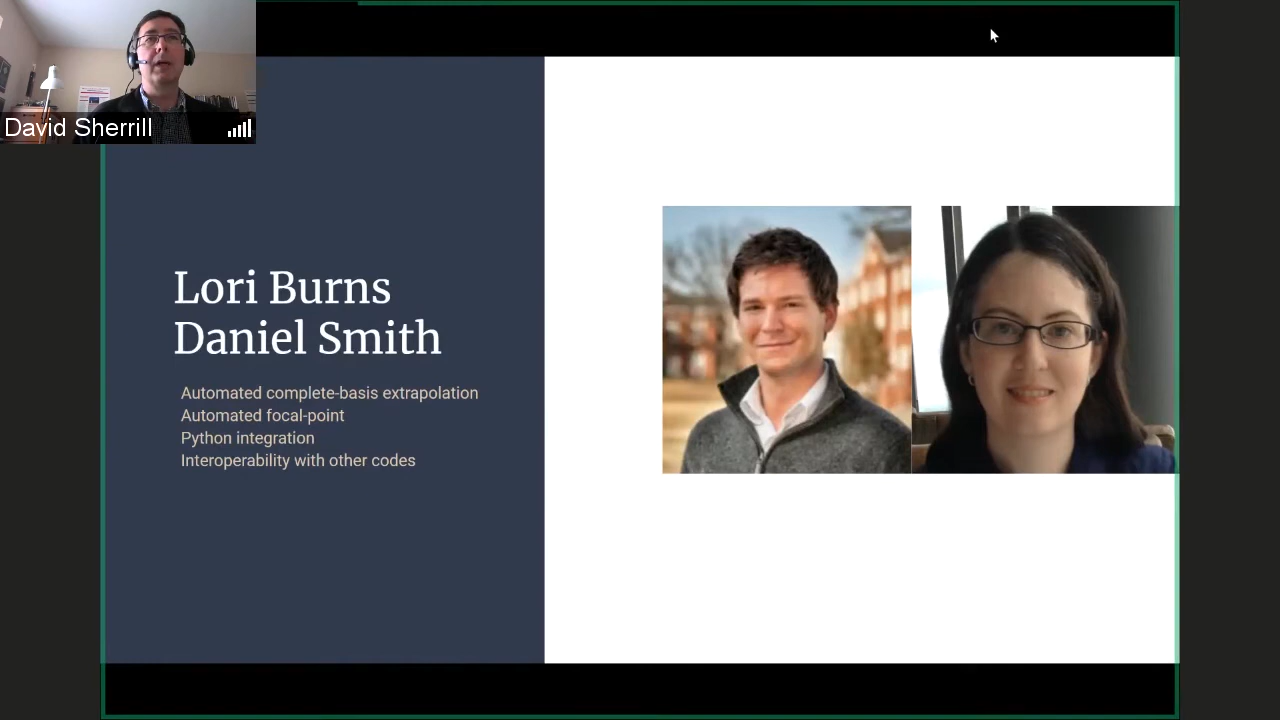 David Sherrill
Lori Burns
Daniel Smith
Automated complete-basis extrapolation
Automated focal-point
Python integration
Interoperability with other codes